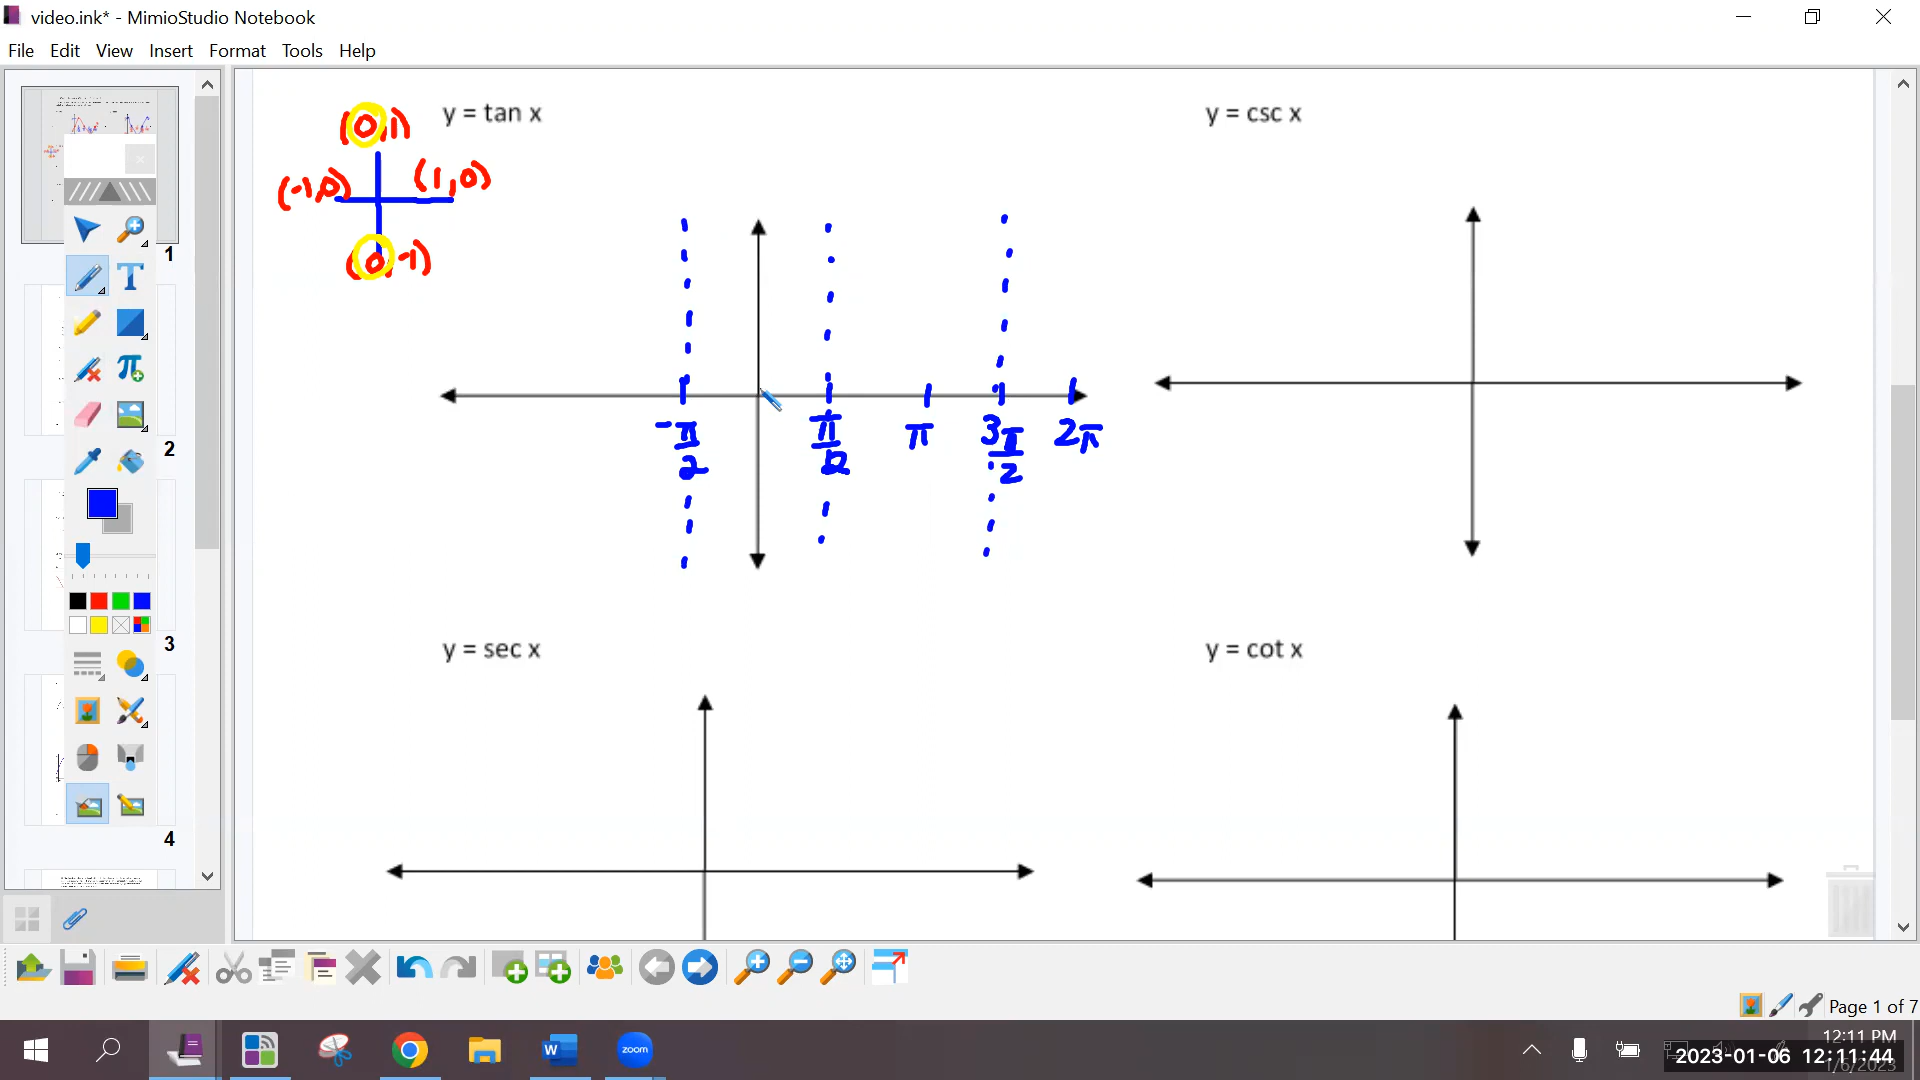 video.ink* - MimioStudio Notebook
File Edit View Insert Format Tools Help
y = tan x
y = csc x
(0,1)
(-1,0)
(1,0)
(0,-1)
-π/2
π/2
π
3π/2
2π
y = sec x
y = cot x
1
2
3
4
Page 1 of 7
W
zoom
12:11 PM
2023-01-06 12:11:44